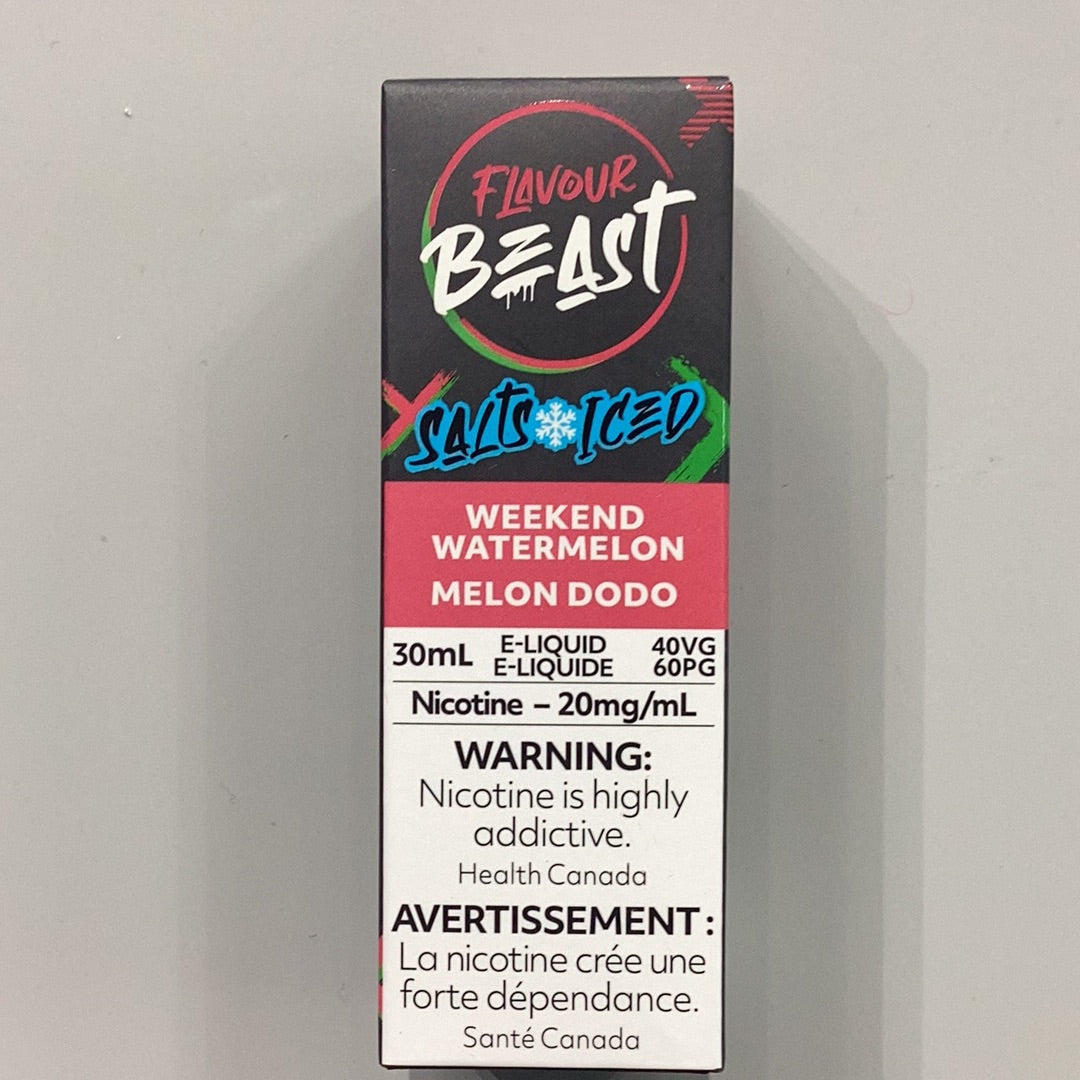 FLAVOUR
BEAST
SALTS ICED
WEEKEND
WATERMELON
MELON DODO
30mL
E-LIQUID
E-LIQUIDE
40VG
60PG
Nicotine – 20mg/mL
WARNING:
Nicotine is highly
addictive.
Health Canada
AVERTISSEMENT :
La nicotine crée une
forte dépendance.
Santé Canada